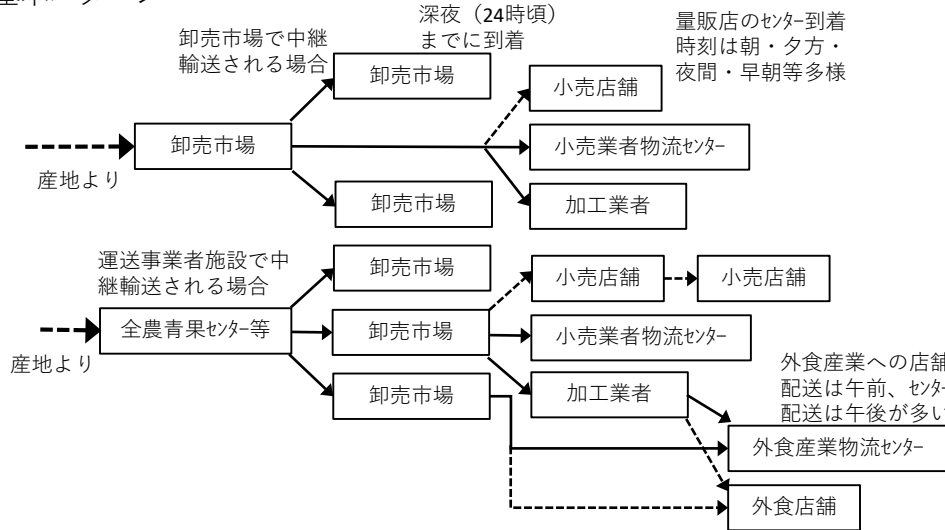 深夜（24時頃）
までに到着
量販店のｾﾝﾀｰ到着
時刻は朝・夕方・
夜間・早朝等多様
卸売市場で中継
輸送される場合
卸売市場
小売店舗
卸売市場
小売業者物流ｾﾝﾀｰ
産地より
卸売市場
加工業者
運送事業者施設で中
継輸送される場合
卸売市場
小売店舗
小売店舗
全農青果ｾﾝﾀｰ等
卸売市場
小売業者物流ｾﾝﾀｰ
産地より
外食産業への店舗
配送は午前、ｾﾝﾀｰ
配送は午後が多い
卸売市場
加工業者
外食産業物流ｾﾝﾀｰ
外食店舗